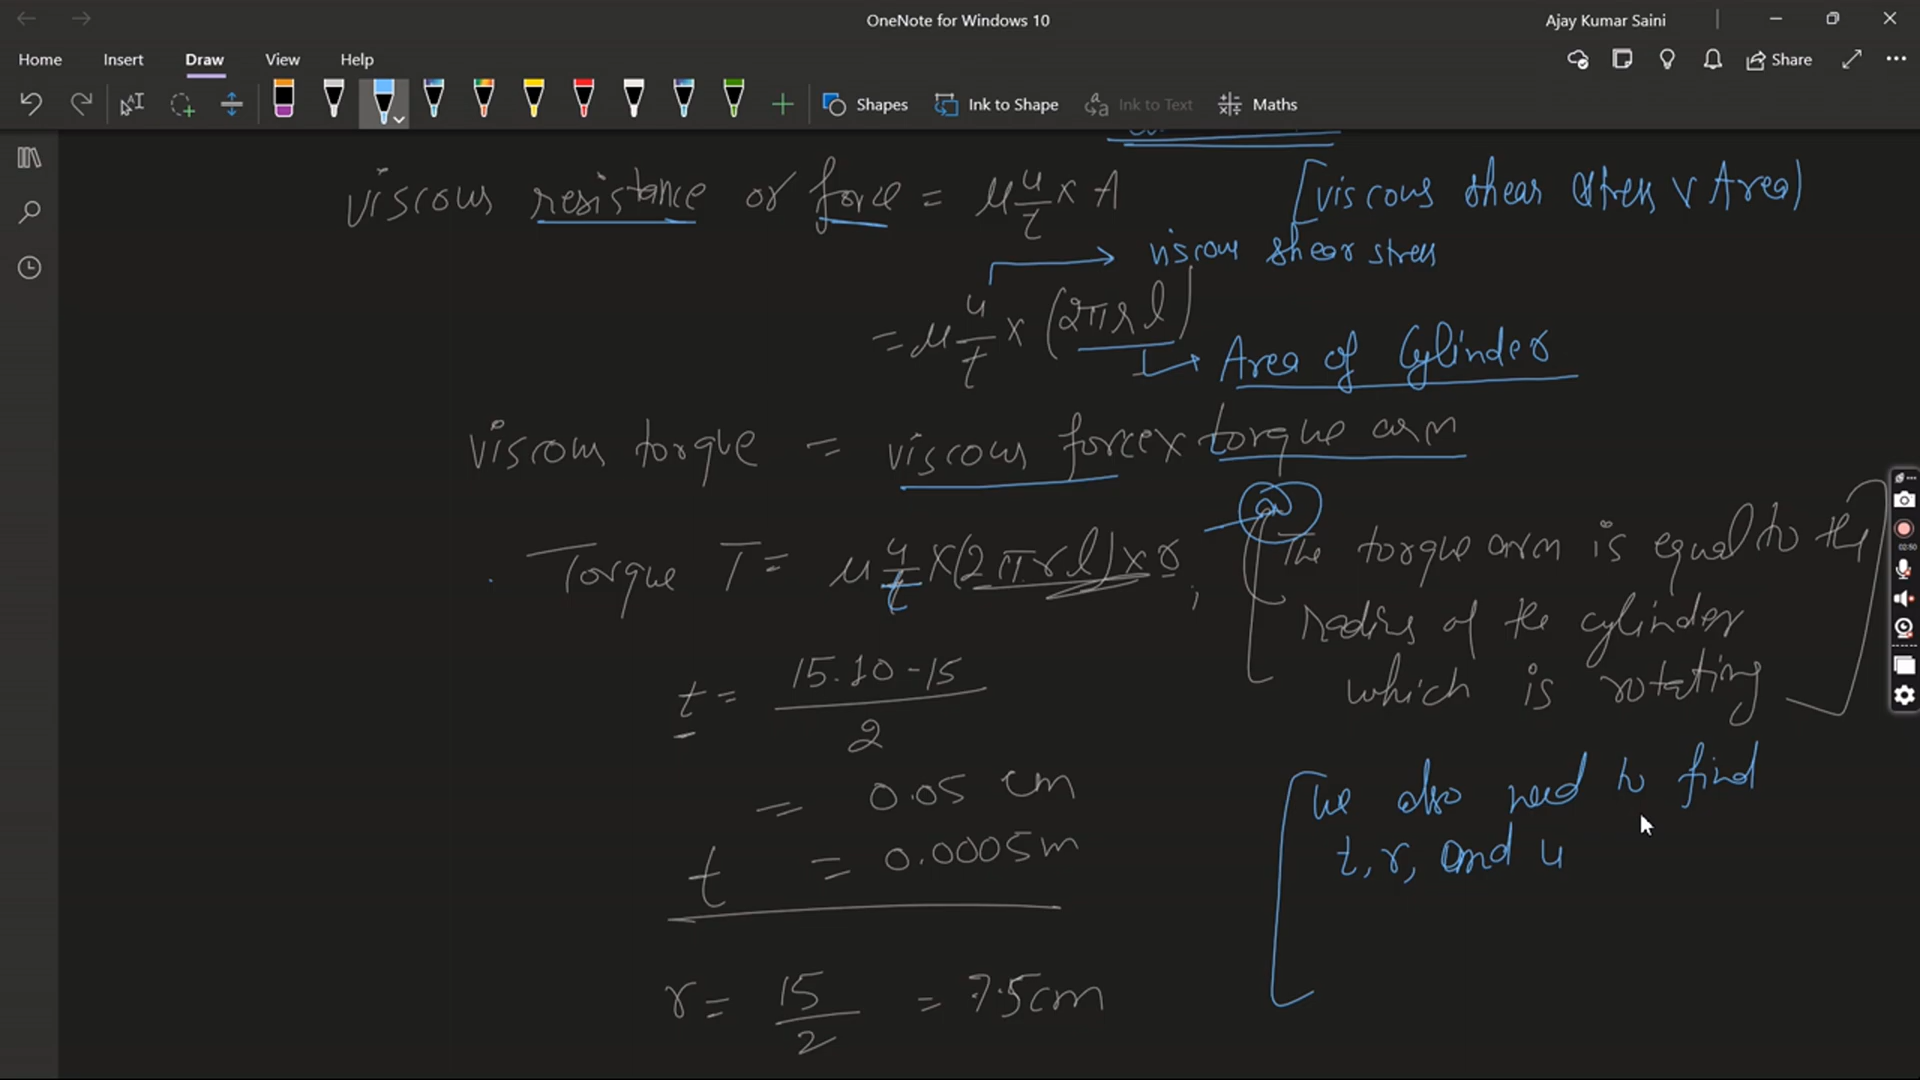 OneNote for Windows 10
Ajay Kumar Saini
Home Insert Draw View Help
Share
Shapes Ink to Shape Ink to Text Maths
viscous resistance or force = μ u/t × A
[viscous shear stress × Area)
viscous shear stress
= μ u/t × (2πrl)
Area of Cylinder
viscous torque = viscous force × torque arm
Torque T = μ u/t × (2πrl) × r,
[The torque arm is equal to the
radius of the cylinder
which is rotating]
t = 15.10-15 / 2
= 0.05 cm
t = 0.0005m
[we also need to find
t, r, and u
r = 15/2 = 7.5cm
02:50